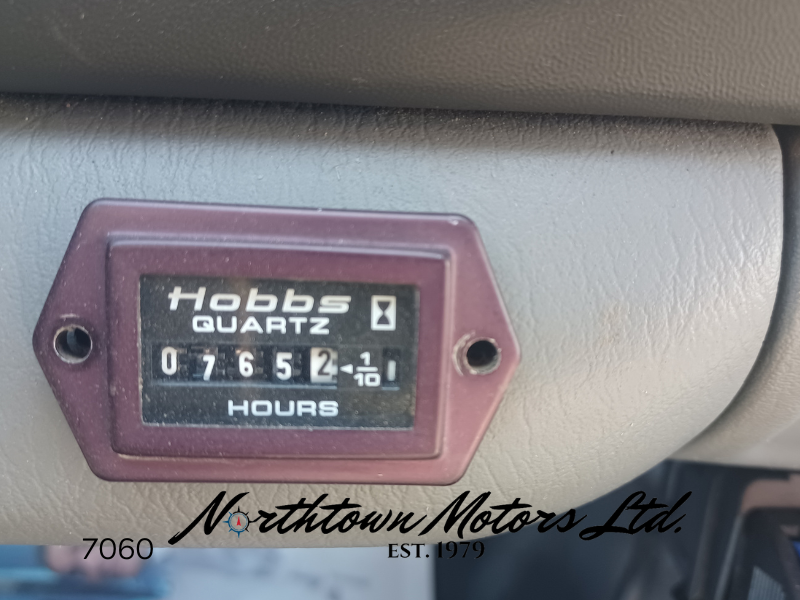 Hobbs
QUARTZ
0 7 6 5 2 ◄ 1/10
HOURS
Northtown Motors Ltd.
7060
EST. 1979